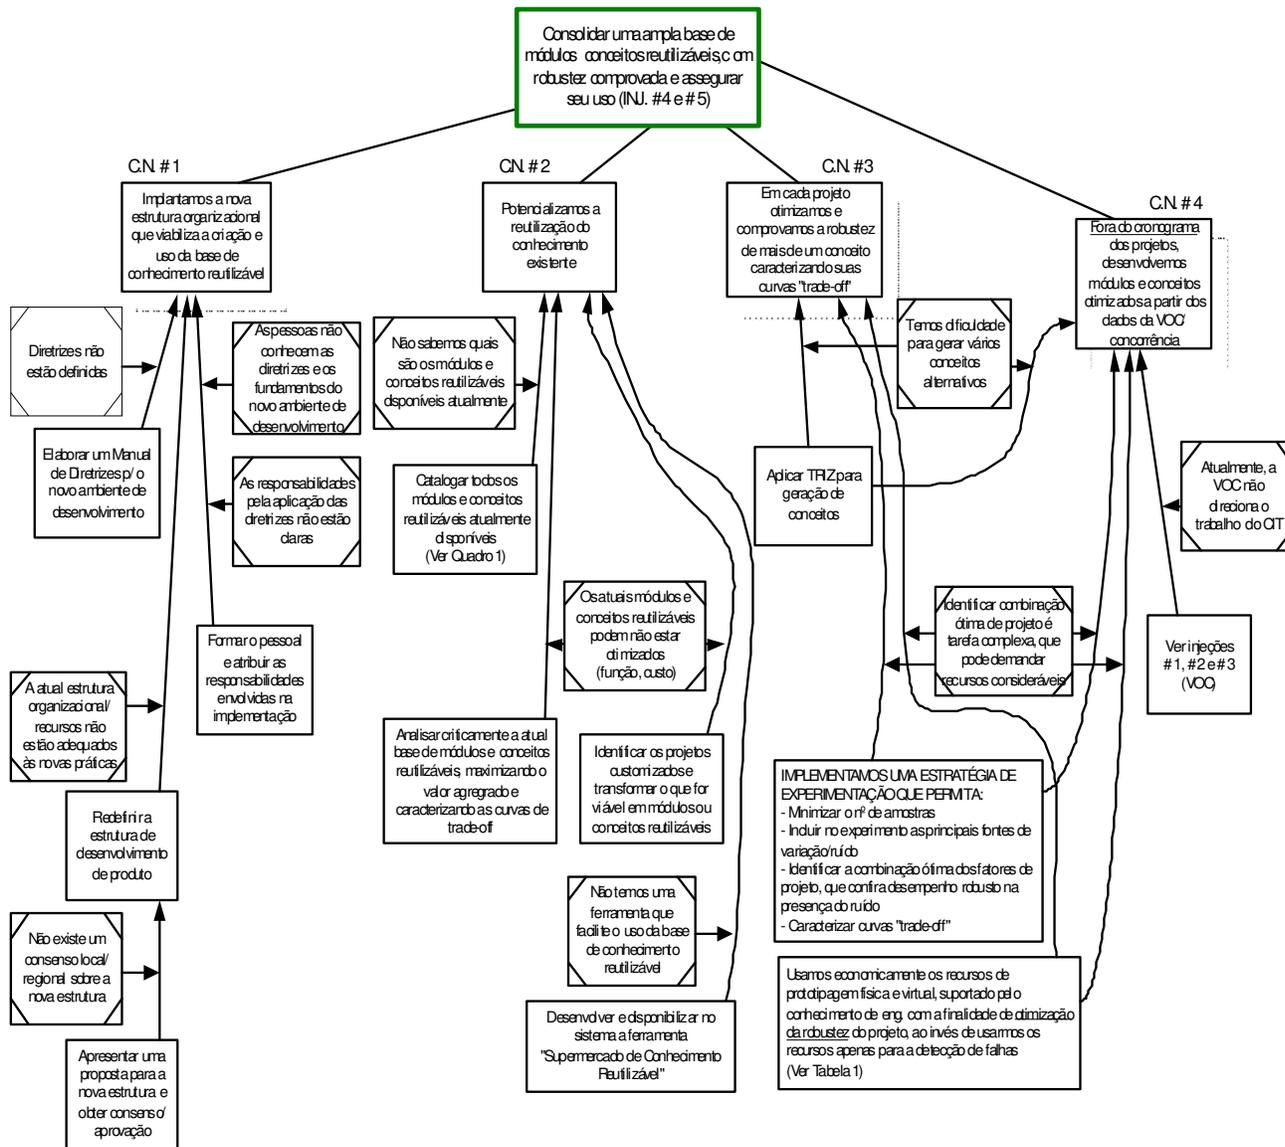 Consolidar uma ampla base de
módulos conceitos reutilizáveis,com
robustez comprovada e assegurar
seu uso (INJ. #4 e #5)
C.N. #1
Implantamos a nova
estrutura organizacional
que viabiliza a criação e
uso da base de
conhecimento reutilizável
C.N. #2
Potencializamos a
reutilização do
conhecimento
existente
C.N. #3
Em cada projeto
otimizamos e
comprovamos a robustez
de mais de um conceito
caracterizando suas
curvas "trade-off"
C.N. #4
Fora do cronograma
dos projetos,
desenvolvemos
módulos e conceitos
otimizados a partir dos
dados da VOC/
concorrência
Diretrizes não
estão definidas
As pessoas não
conhecem as
diretrizes e os
fundamentos do
novo ambiente de
desenvolvimento
Não sabemos quais
são os módulos e
conceitos reutilizáveis
disponíveis atualmente
Temos dificuldade
para gerar vários
conceitos
alternativos
Elaborar um Manual
de Diretrizes p/ o
novo ambiente de
desenvolvimento
As responsabilidades
pela aplicação das
diretrizes não estão
claras
Catalogar todos os
módulos e conceitos
reutilizáveis atualmente
disponíveis
(Ver Quadro 1)
Aplicar TRIZ para
geração de
conceitos
Atualmente, a
VOC não
direciona o
trabalho do CIT
Os atuais módulos e
conceitos reutilizáveis
podem não estar
otimizados
(função, custo)
Identificar combinação
ótima de projeto é
tarefa complexa, que
pode demandar
recursos consideráveis
Ver injeções
#1, #2 e #3
(VOC)
Formar o pessoal
e atribuir as
responsabilidades
envolvidas na
implementação
A atual estrutura
organizacional/
recursos não
estão adequados
às novas práticas
Analisar criticamente a atual
base de módulos e conceitos
reutilizáveis, maximizando o
valor agregado e
caracterizando as curvas de
trade-off
Identificar os projetos
customizados e
transformar o que for
viável em módulos ou
conceitos reutilizáveis
IMPLEMENTAMOS UMA ESTRATÉGIA DE
EXPERIMENTAÇÃO QUE PERMITA:
- Minimizar o nº de amostras
- Incluir no experimento as principais fontes de
variação/ruído
- Identificar a combinação ótima dos fatores de
projeto, que confira desempenho robusto na
presença do ruído
- Caracterizar curvas "trade-off"
Redefinir a
estrutura de
desenvolvimento
de produto
Não temos uma
ferramenta que
facilite o uso da base
de conhecimento
reutilizável
Não existe um
consenso local/
regional sobre a
nova estrutura
Usamos economicamente os recursos de
prototipagem física e virtual, suportado pelo
conhecimento de eng. com a finalidade de otimização
da robustez do projeto, ao invés de usarmos os
recursos apenas para a detecção de falhas
(Ver Tabela 1)
Desenvolver e disponibilizar no
sistema a ferramenta
"Supermercado de Conhecimento
Reutilizável"
Apresentar uma
proposta para a
nova estrutura e
obter consenso/
aprovação